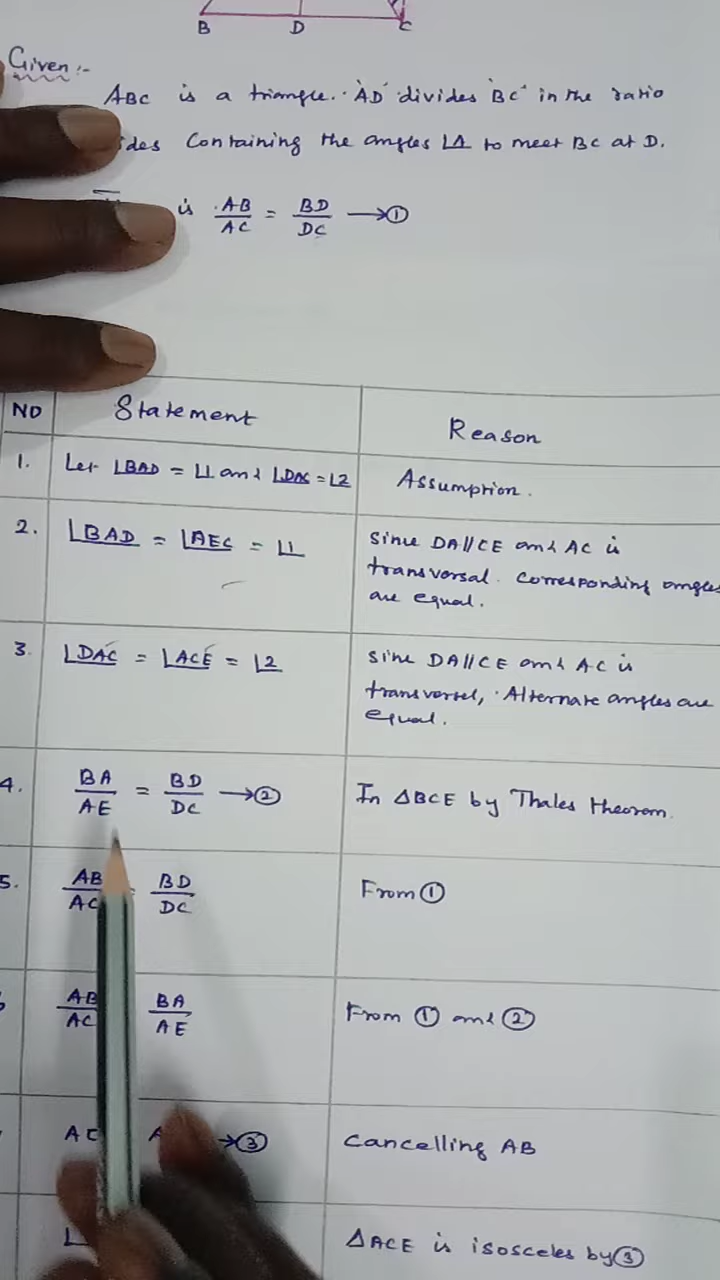 B D C
Given :-
ABC is a triangle. AD divides BC in the ratio
des containing the angles ∠A to meet BC at D.
is AB/AC = BD/DC → ①
NO Statement Reason
1. Let ∠BAD = ∠1 and ∠DAC = ∠2 Assumption.
2. ∠BAD = ∠AEC = ∠1 since DA//CE and AC is
transversal. corresponding angles
are equal.
3. ∠DAC = ∠ACE = ∠2 sine DA//CE and AC is
transversel, Alternate angles are
equal.
4. BA/AE = BD/DC → ② In ∆BCE by Thales theorem.
5. AB/AC BD/DC From ①
AB/AC BA/AE From ① and ②
→ ③ cancelling AB
∆ACE is isosceles by ③